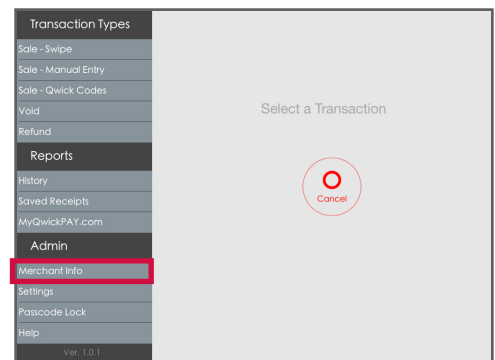 Transaction Types
Sale - Swipe
Sale - Manual Entry
Sale - Qwick Codes
Void
Refund
Reports
History
Saved Receipts
MyQwickPAY.com
Admin
Merchant Info
Settings
Passcode Lock
Help
Ver. 1.0.1
Select a Transaction
Cancel